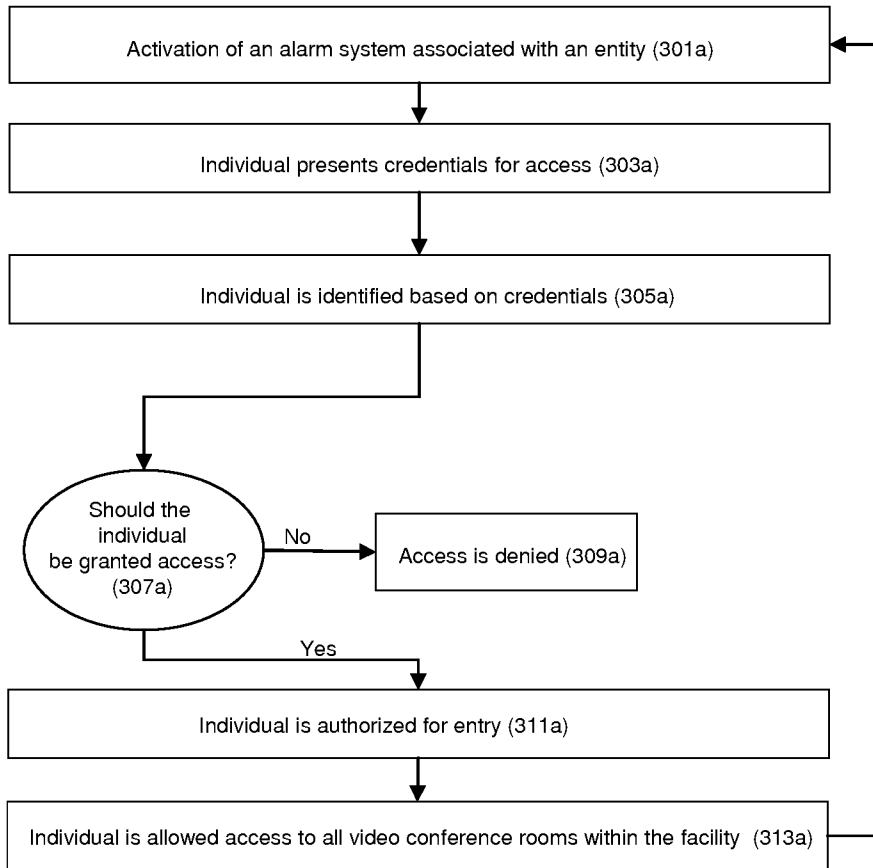 Activation of an alarm system associated with an entity (301a)
Individual presents credentials for access (303a)
Individual is identified based on credentials (305a)
Should the
individual
be granted access?
(307a)
No
Access is denied (309a)
Yes
Individual is authorized for entry (311a)
Individual is allowed access to all video conference rooms within the facility (313a)